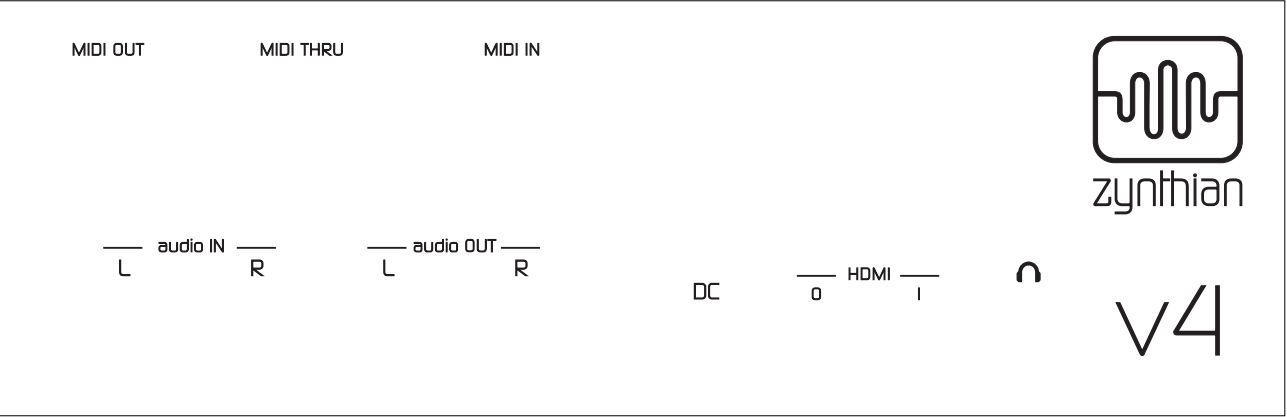 MIDI OUT MIDI THRU MIDI IN
zynthian
audio IN audio OUT
L R L R
HDMI
DC 0 1
v4